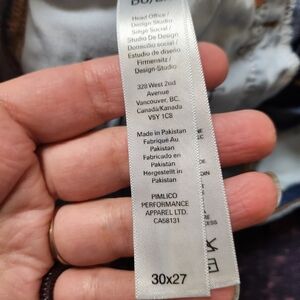 Head Office /
Design Studio
Siège Social /
Studio De Design
Domicilio social /
Estudio de diseño
Firmensitz /
Design-Studio
328 West 2nd
Avenue
Vancouver, BC.
Canada/Kanada
V5Y 1C8
Made in Pakistan
Fabriqué Au
Pakistan
Fabricado en
Pakistan
Hergestellt in
Pakistan
PIMLICO
PERFORMANCE
APPAREL LTD.
CA58131
30x27